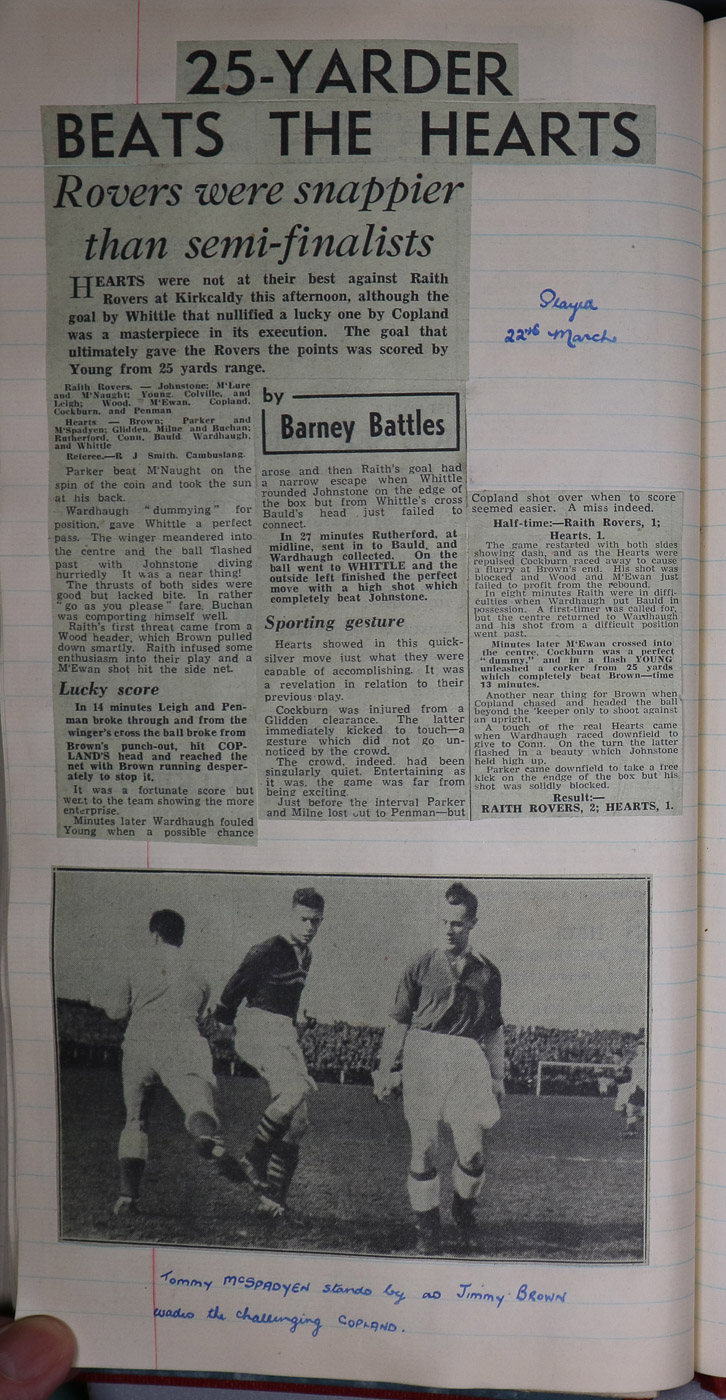 25-YARDER
BEATS THE HEARTS
Rovers were snappier
than semi-finalists
HEARTS were not at their best against Raith
Rovers at Kirkcaldy this afternoon, although the
goal by Whittle that nullified a lucky one by Copland
was a masterpiece in its execution. The goal that
ultimately gave the Rovers the points was scored by
Young from 25 yards range.
Played
22nd March
Raith Rovers. — Johnstone; M'Lure
and M'Naught; Young, Colville, and
Leigh; Wood, M'Ewan, Copland,
Cockburn, and Penman
Hearts — Brown; Parker and
M'Spadyen; Glidden, Milne and Buchan;
Rutherford, Conn, Bauld Wardhaugh,
and Whittle
Referee.—R J Smith, Cambuslang.
Parker beat M'Naught on the
spin of the coin and took the sun
at his back.
Wardhaugh "dummying" for
position, gave Whittle a perfect
pass. The winger meandered into
the centre and the ball flashed
past with Johnstone diving
hurriedly It was a near thing!
The thrusts of both sides were
good but lacked bite. In rather
"go as you please" fare, Buchan
was comporting himself well.
Raith's first threat came from a
Wood header, which Brown pulled
down smartly. Raith infused some
enthusiasm into their play and a
M'Ewan shot hit the side net.
Lucky score
In 14 minutes Leigh and Pen-
man broke through and from the
winger's cross the ball broke from
Brown's punch-out, hit COP-
LAND'S head and reached the
net with Brown running desper-
ately to stop it.
It was a fortunate score but
went to the team showing the more
enterprise.
Minutes later Wardhaugh fouled
Young when a possible chance
by
Barney Battles
arose and then Raith's goal had
a narrow escape when Whittle
rounded Johnstone on the edge of
the box but from Whittle's cross
Bauld's head just failed to
connect.
In 27 minutes Rutherford, at
midline, sent in to Bauld, and
Wardhaugh collected. On the
ball went to WHITTLE and the
outside left finished the perfect
move with a high shot which
completely beat Johnstone.
Sporting gesture
Hearts showed in this quick-
silver move just what they were
capable of accomplishing. It was
a revelation in relation to their
previous play.
Cockburn was injured from a
Glidden clearance. The latter
immediately kicked to touch—a
gesture which did not go un-
noticed by the crowd.
The crowd, indeed, had been
singularly quiet. Entertaining as
it was, the game was far from
being exciting.
Just before the interval Parker
and Milne lost out to Penman—but
Copland shot over when to score
seemed easier. A miss indeed.
Half-time:—Raith Rovers, 1;
Hearts, 1.
The game restarted with both sides
showing dash, and as the Hearts were
repulsed Cockburn raced away to cause
a flurry at Brown's end. His shot was
blocked and Wood and M'Ewan just
failed to profit from the rebound.
In eight minutes Raith were in diffi-
culties when Wardhaugh put Bauld in
possession. A first-timer was called for,
but the centre returned to Wardhaugh
and his shot from a difficult position
went past.
Minutes later M'Ewan crossed into
the centre, Cockburn was a perfect
"dummy," and in a flash YOUNG
unleashed a corker from 25 yards
which completely beat Brown—time
13 minutes.
Another near thing for Brown when
Copland chased and headed the ball
beyond the 'keeper only to shoot against
an upright.
A touch of the real Hearts came
when Wardhaugh raced downfield to
give to Conn. On the turn the latter
flashed in a beauty which Johnstone
held high up.
Parker came downfield to take a free
kick on the endge of the box but his
shot was solidly blocked.
Result:—
RAITH ROVERS, 2; HEARTS, 1.
Tommy McSPADYEN stands by as Jimmy BROWN
evades the challenging COPLAND.